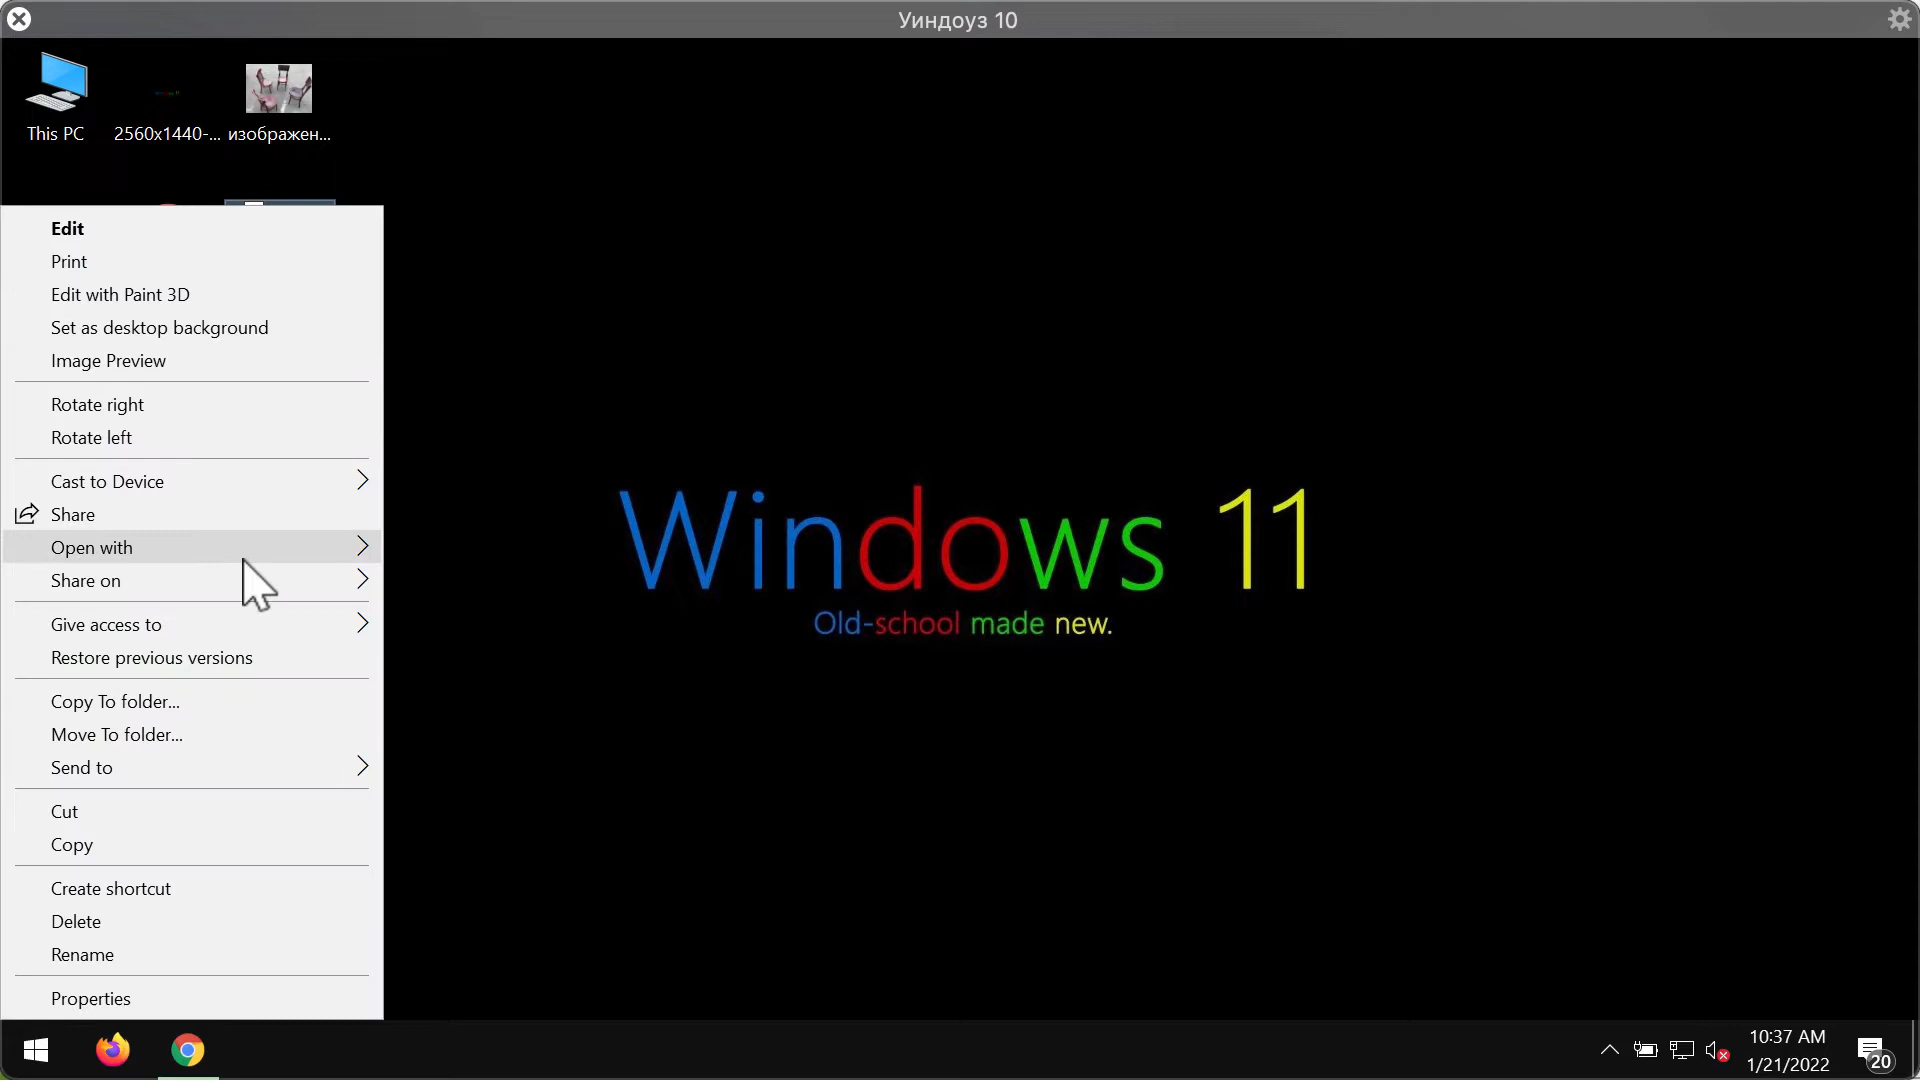 Уиндоуз 10
This PC
2560x1440-...
изображен...
Edit
Print
Edit with Paint 3D
Set as desktop background
Image Preview
Rotate right
Rotate left
Cast to Device
Share
Open with
Share on
Give access to
Restore previous versions
Copy To folder...
Move To folder...
Send to
Cut
Copy
Create shortcut
Delete
Rename
Properties
Windows 11
Old-school made new.
10:37 AM
1/21/2022
20